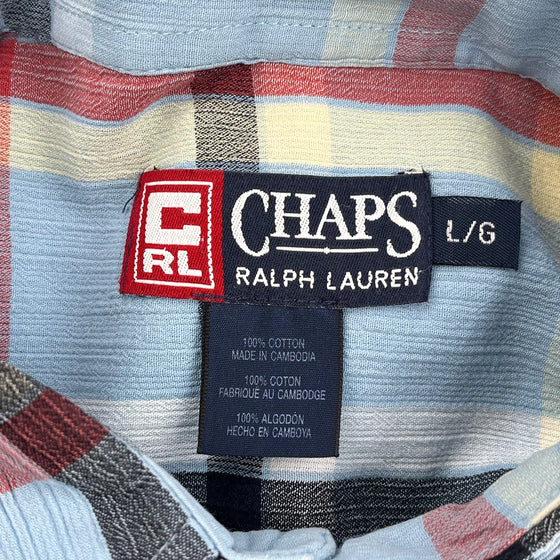 C
RL
CHAPS
RALPH LAUREN
L/G
100% COTTON
MADE IN CAMBODIA
100% COTON
FABRIQUÉ AU CAMBODGE
100% ALGODÓN
HECHO EN CAMBOYA